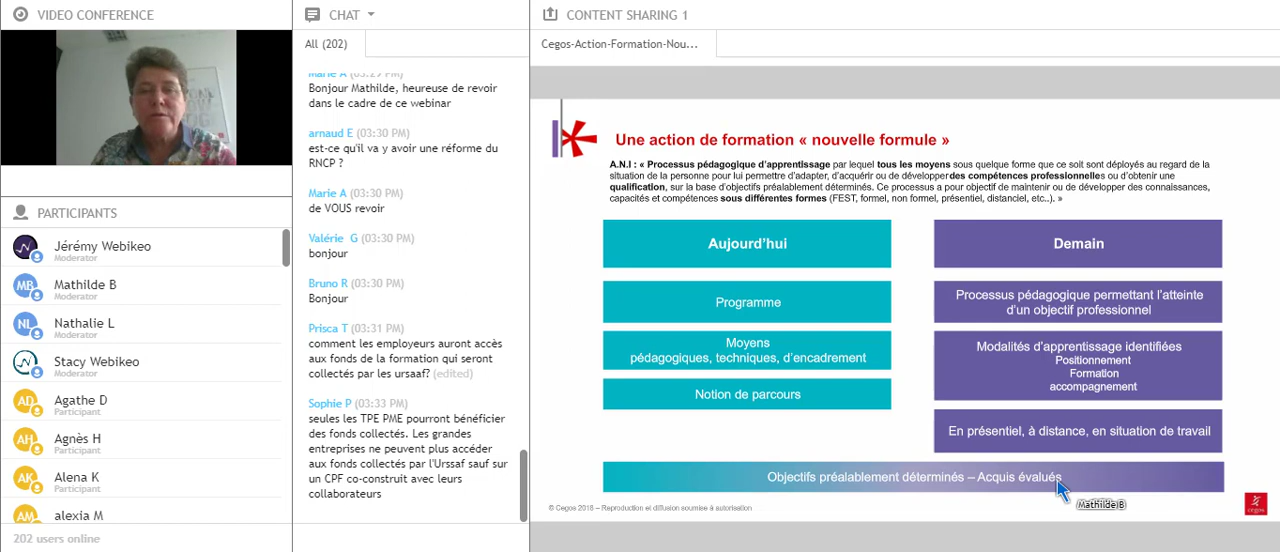 VIDEO CONFERENCE
PARTICIPANTS
Jérémy Webikeo
Moderator
MB
Mathilde B
Moderator
NL
Nathalie L
Moderator
Stacy Webikeo
Moderator
AD
Agathe D
Participant
AH
Agnès H
Participant
AK
Alena K
Participant
AM
alexia M
202 users online
CHAT
All (202)
Marie A (03:29 PM)
Bonjour Mathilde, heureuse de revoir
dans le cadre de ce webinar
arnaud E (03:30 PM)
est-ce qu'il va y avoir une réforme du
RNCP ?
Marie A (03:30 PM)
de VOUS revoir
Valérie G (03:30 PM)
bonjour
Bruno R (03:30 PM)
Bonjour
Prisca T (03:31 PM)
comment les employeurs auront accès
aux fonds de la formation qui seront
collectés par les ursaaf? (edited)
Sophie P (03:33 PM)
seules les TPE PME pourront bénéficier
des fonds collectés. Les grandes
entreprises ne peuvent plus accéder
aux fonds collectés par l'Urssaf sauf sur
un CPF co-construit avec leurs
collaborateurs
CONTENT SHARING 1
Cegos-Action-Formation-Nou...
Une action de formation « nouvelle formule »
A.N.I : « Processus pédagogique d'apprentissage par lequel tous les moyens sous quelque forme que ce soit sont déployés au regard de la
situation de la personne pour lui permettre d'adapter, d'acquérir ou de développer des compétences professionnelles ou d'obtenir une
qualification, sur la base d'objectifs préalablement déterminés. Ce processus a pour objectif de maintenir ou de développer des connaissances,
capacités et compétences sous différentes formes (FEST, formel, non formel, présentiel, distanciel, etc..). »
Aujourd'hui
Programme
Moyens
pédagogiques, techniques, d'encadrement
Notion de parcours
Demain
Processus pédagogique permettant l'atteinte
d'un objectif professionnel
Modalités d'apprentissage identifiées
Positionnement
Formation
accompagnement
En présentiel, à distance, en situation de travail
Objectifs préalablement déterminés – Acquis évalués
Mathilde B
© Cegos 2018 – Reproduction et diffusion soumise à autorisation
cegos